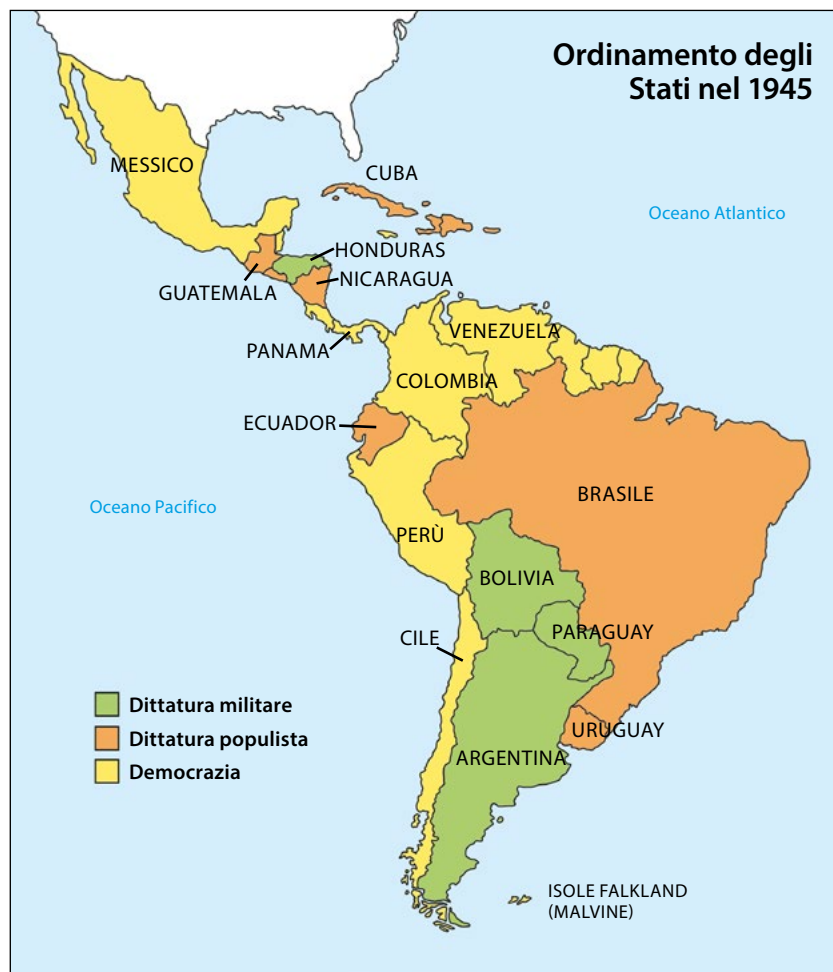 Ordinamento degli
Stati nel 1945
MESSICO
CUBA
Oceano Atlantico
HONDURAS
NICARAGUA
GUATEMALA
VENEZUELA
PANAMA
COLOMBIA
ECUADOR
BRASILE
Oceano Pacifico
PERÙ
BOLIVIA
PARAGUAY
CILE
Dittatura militare
Dittatura populista
URUGUAY
ARGENTINA
Democrazia
ISOLE FALKLAND
(MALVINE)